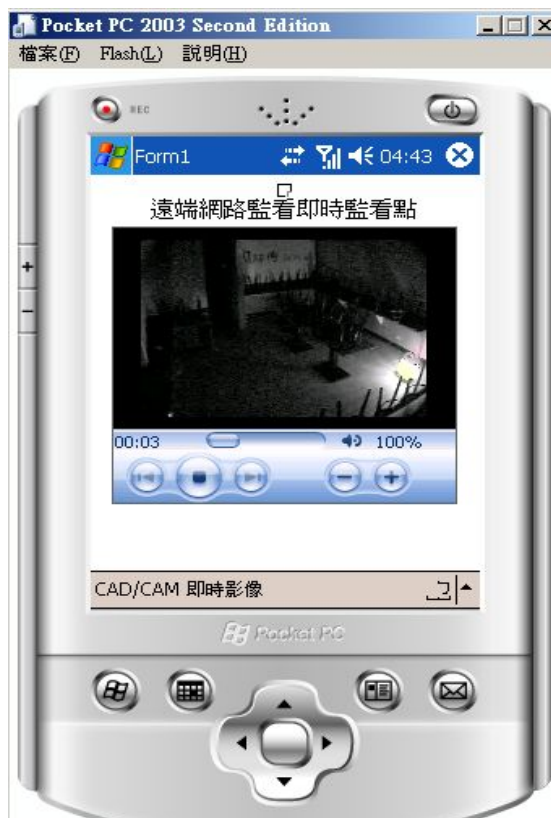 Pocket PC 2003 Second Edition
檔案(F) Flash(L) 說明(H)
REC
Form1 04:43
遠端網路監看即時監看點
00:03 100%
CAD/CAM 即時影像
Pocket PC